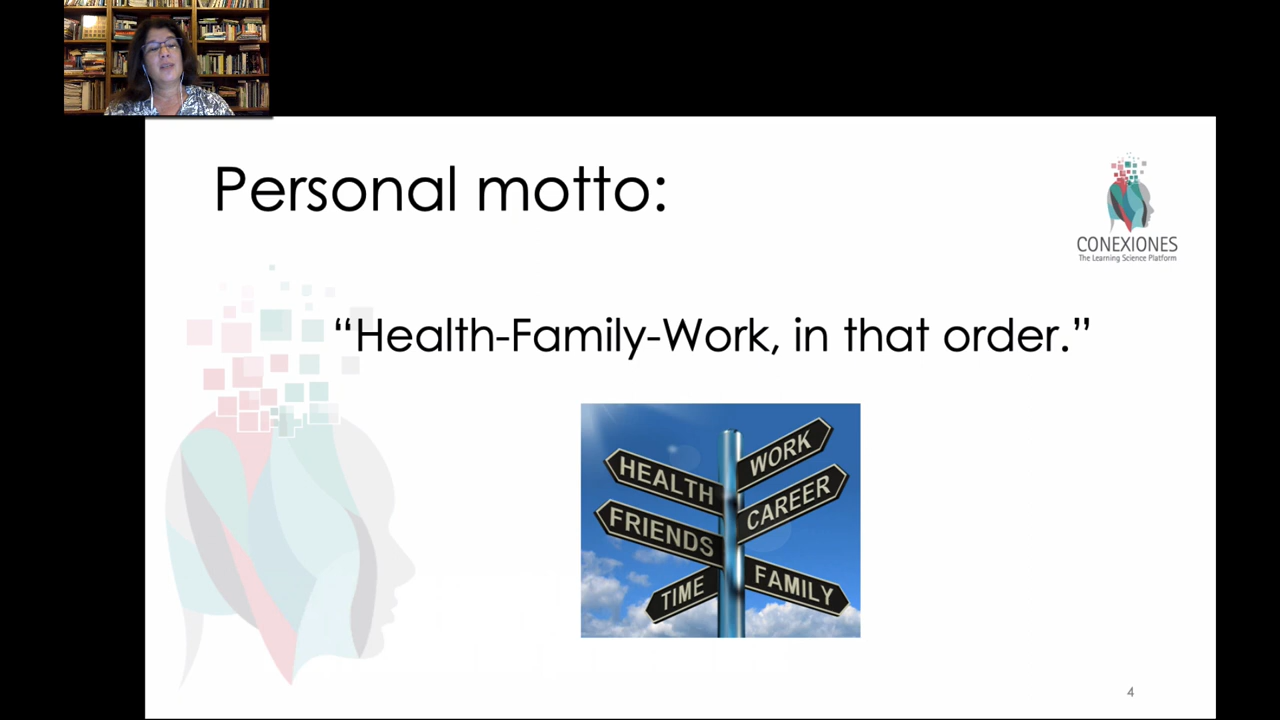 Personal motto:
CONEXIONES
The Learning Science Platform
“Health-Family-Work, in that order.”
WORK
HEALTH
CAREER
FRIENDS
TIME
FAMILY
4